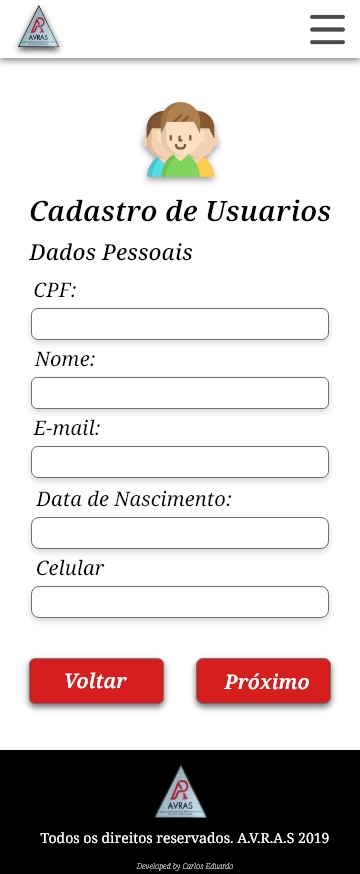 AVRAS
Cadastro de Usuarios
Dados Pessoais
CPF:
Nome:
E-mail:
Data de Nascimento:
Celular
Voltar
Próximo
AVRAS
Todos os direitos reservados. A.V.R.A.S 2019
Developed by Carlos Eduardo